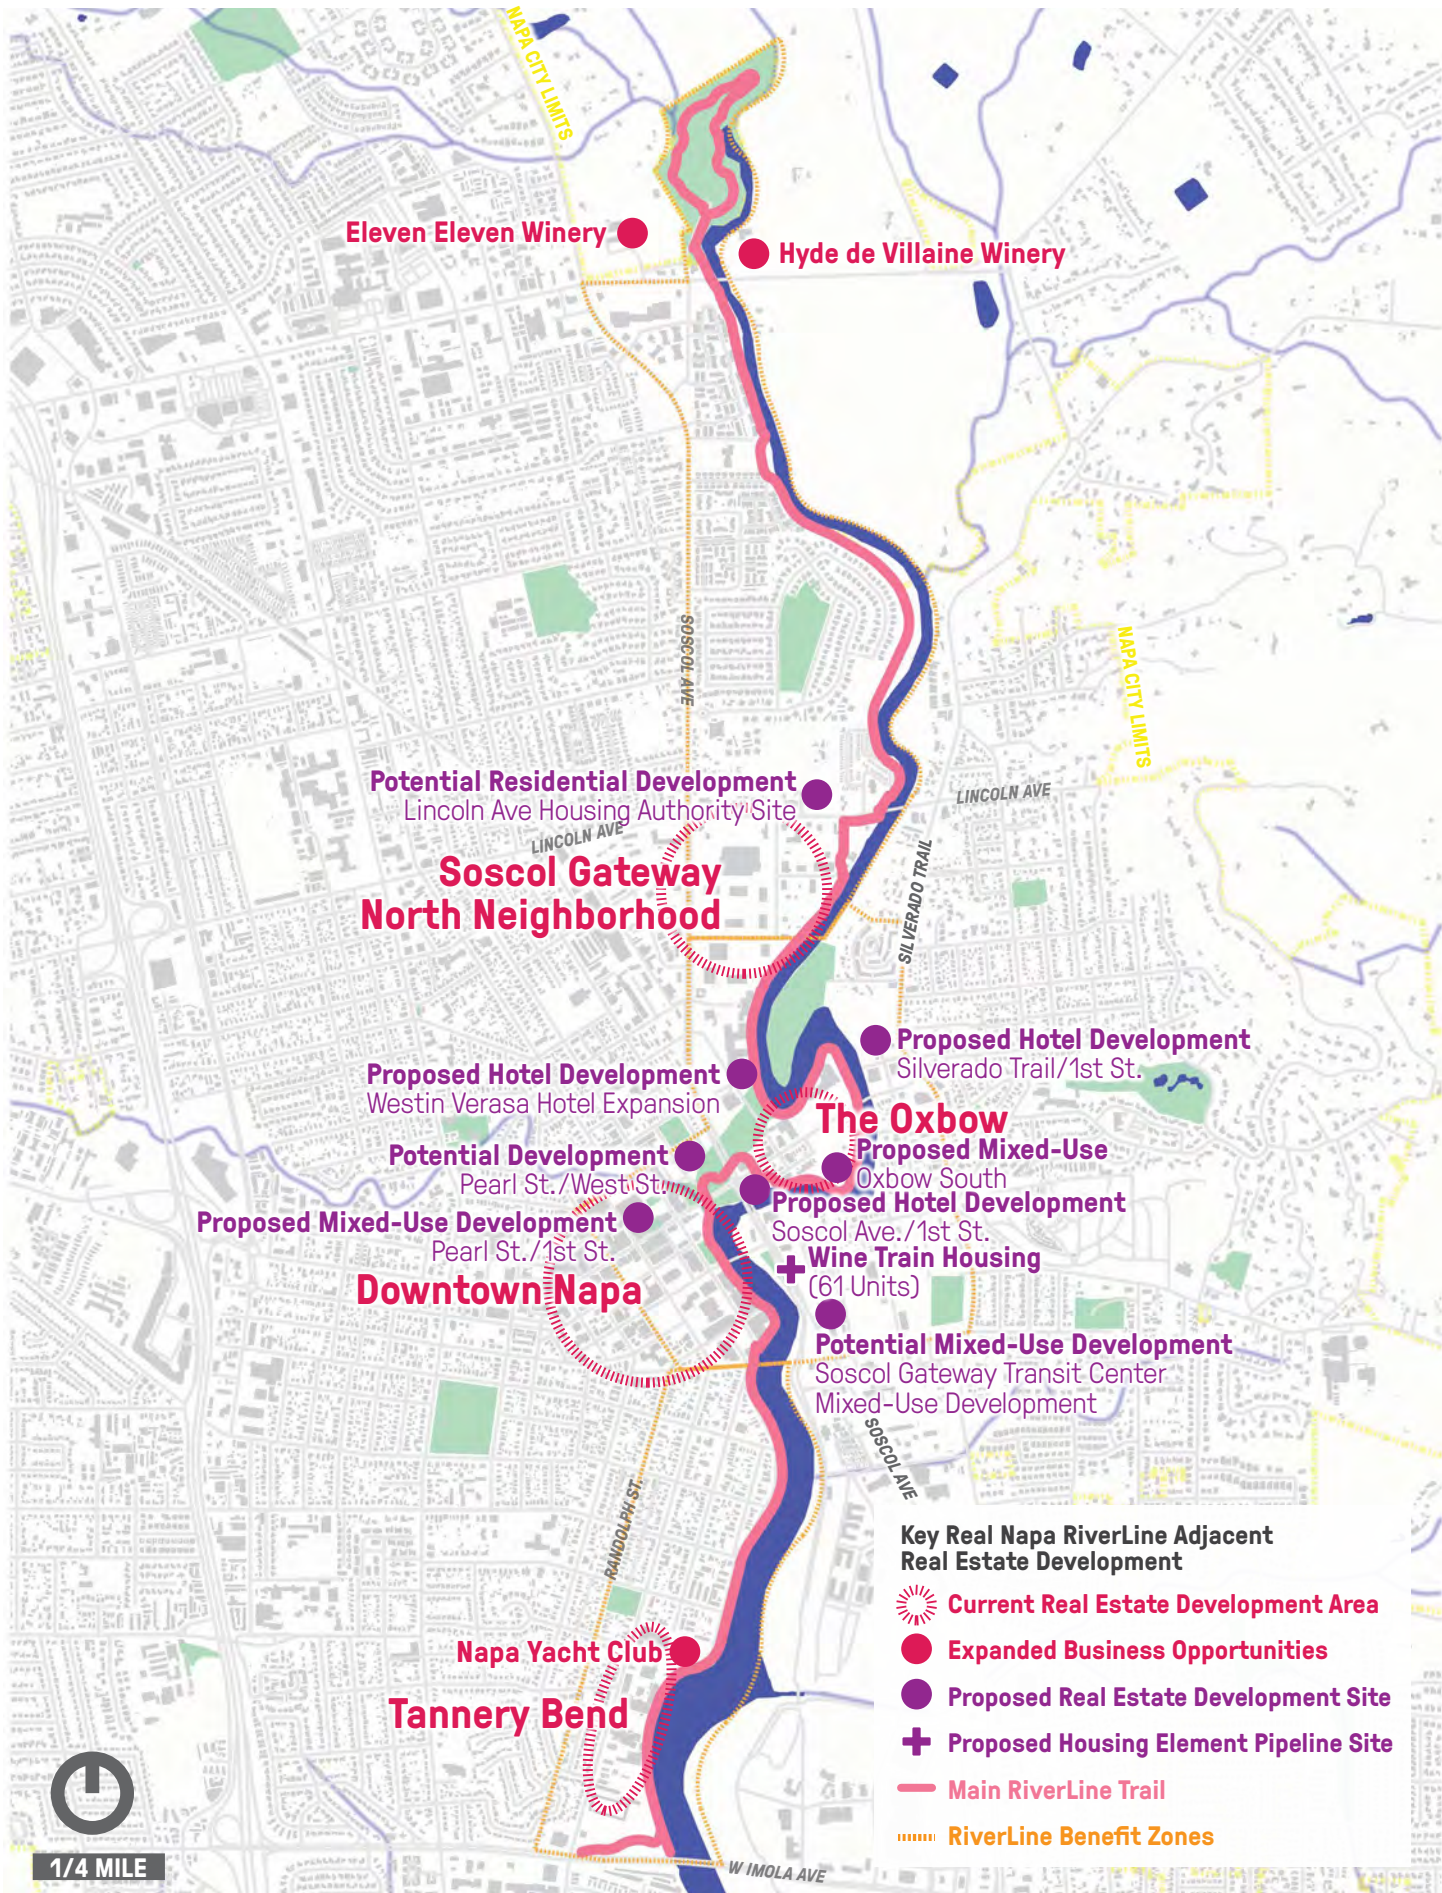 NAPA CITY LIMITS
Eleven Eleven Winery
Hyde de Villaine Winery
SOSCOL AVE
NAPA CITY LIMITS
Potential Residential Development
Lincoln Ave Housing Authority Site
LINCOLN AVE
LINCOLN AVE
Soscol Gateway
North Neighborhood
SILVERADO TRAIL
Proposed Hotel Development
Silverado Trail/1st St.
Proposed Hotel Development
Westin Verasa Hotel Expansion
The Oxbow
Potential Development
Pearl St./West St.
Proposed Mixed-Use
Oxbow South
Proposed Hotel Development
Soscol Ave./1st St.
Proposed Mixed-Use Development
Pearl St./1st St.
Wine Train Housing
(61 Units)
Downtown Napa
Potential Mixed-Use Development
Soscol Gateway Transit Center
Mixed-Use Development
SOSCOL AVE
RANDOLPH ST.
Napa Yacht Club
Tannery Bend
W IMOLA AVE
1/4 MILE
Key Real Napa RiverLine Adjacent
Real Estate Development
Current Real Estate Development Area
Expanded Business Opportunities
Proposed Real Estate Development Site
Proposed Housing Element Pipeline Site
Main RiverLine Trail
RiverLine Benefit Zones